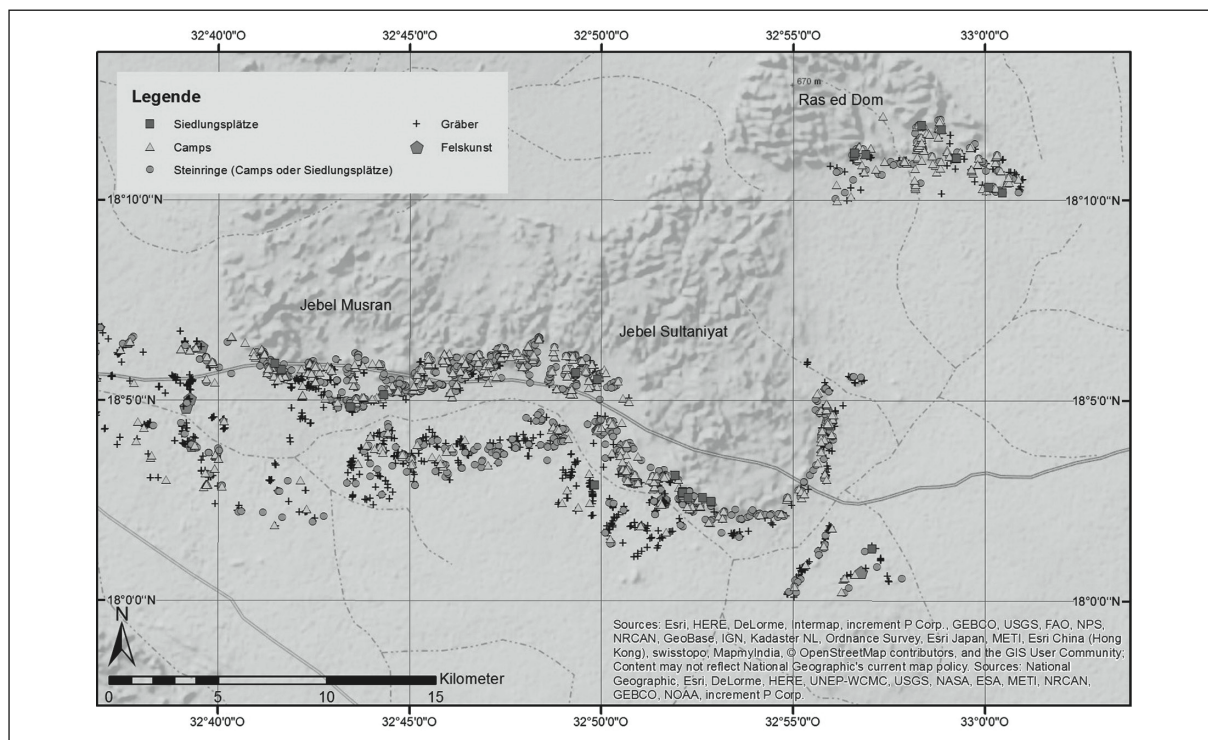 32°40'0"O 32°45'0"O 32°50'0"O 32°55'0"O 33°0'0"O
Legende
Siedlungsplätze
Camps
Steinringe (Camps oder Siedlungsplätze)
Gräber
Felskunst
670 m
Ras ed Dom
18°10'0"N 18°10'0"N
Jebel Musran
Jebel Sultaniyat
18°5'0"N 18°5'0"N
18°0'0"N 18°0'0"N
N
Kilometer
0 5 10 15
Sources: Esri, HERE, DeLorme, Intermap, increment P Corp., GEBCO, USGS, FAO, NPS,
NRCAN, GeoBase, IGN, Kadaster NL, Ordnance Survey, Esri Japan, METI, Esri China (Hong
Kong), swisstopo, MapmyIndia, © OpenStreetMap contributors, and the GIS User Community;
Content may not reflect National Geographic's current map policy. Sources: National
Geographic, Esri, DeLorme, HERE, UNEP-WCMC, USGS, NASA, ESA, METI, NRCAN,
GEBCO, NOAA, increment P Corp.
32°40'0"O 32°45'0"O 32°50'0"O 32°55'0"O 33°0'0"O